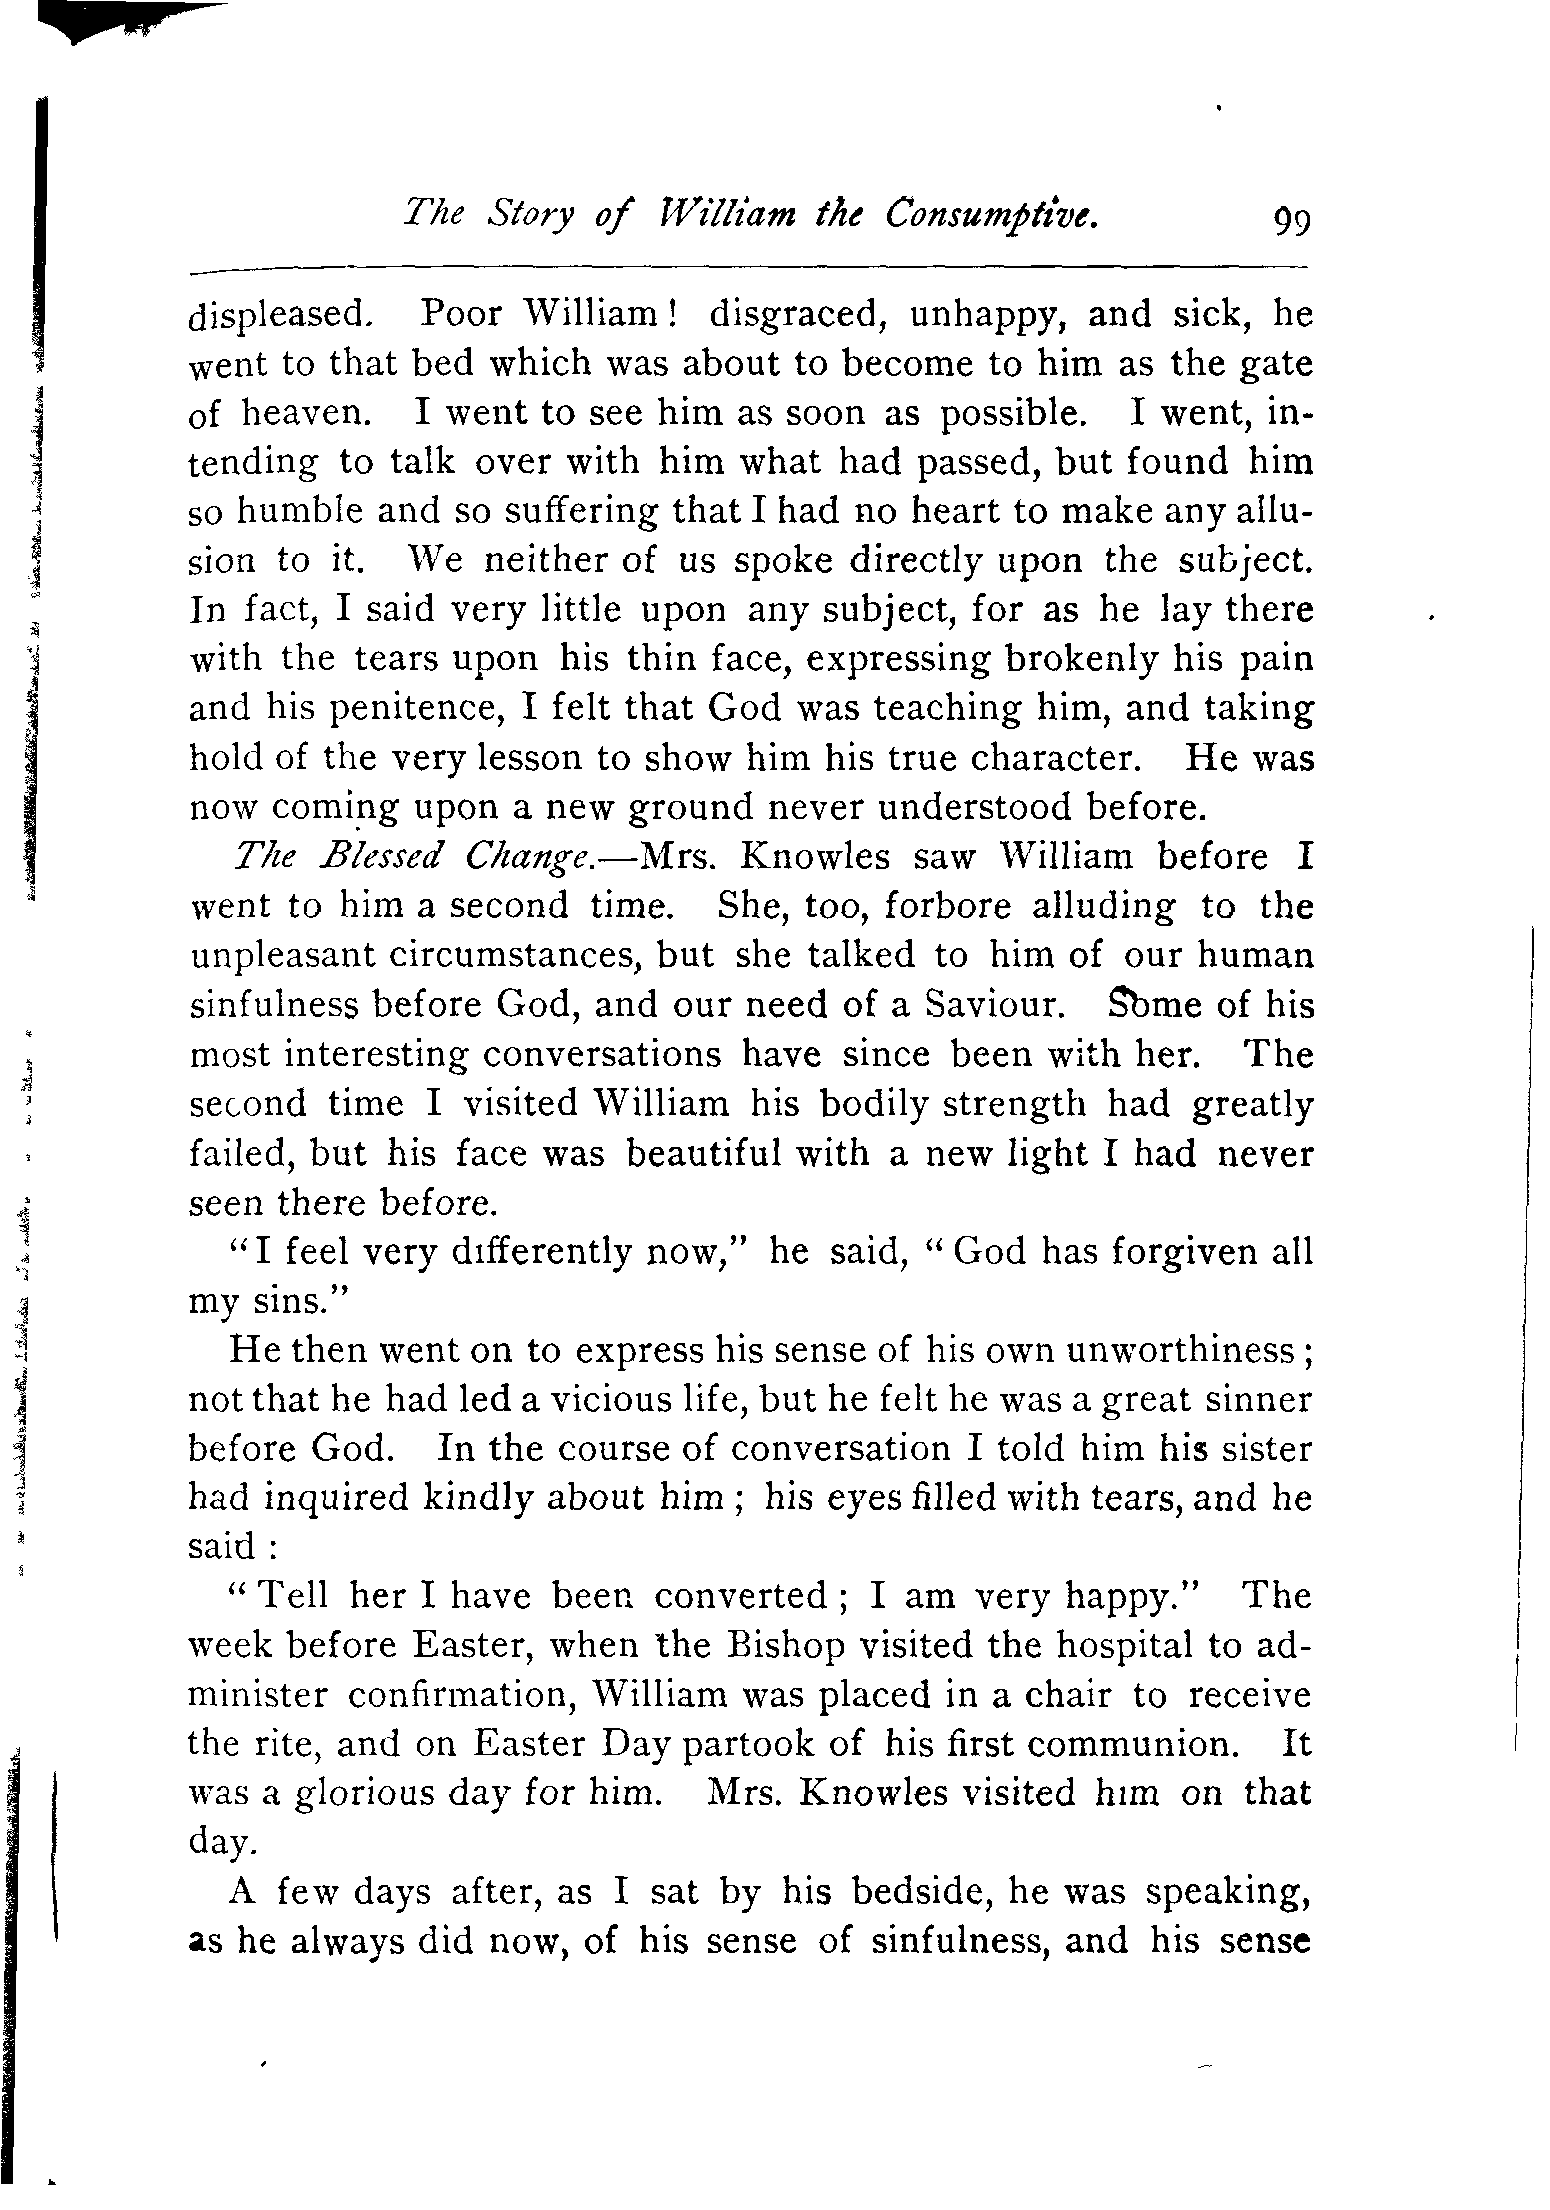 The Story of William the Consumptive. 99
displeased. Poor William! disgraced, unhappy, and sick, he
went to that bed which was about to become to him as the gate
of heaven. I went to see him as soon as possible. I went, in-
tending to talk over with him what had passed, but found him
so humble and so suffering that I had no heart to make any allu-
sion to it. We neither of us spoke directly upon the subject.
In fact, I said very little upon any subject, for as he lay there
with the tears upon his thin face, expressing brokenly his pain
and his penitence, I felt that God was teaching him, and taking
hold of the very lesson to show him his true character. He was
now coming upon a new ground never understood before.
The Blessed Change.—Mrs. Knowles saw William before I
went to him a second time. She, too, forbore alluding to the
unpleasant circumstances, but she talked to him of our human
sinfulness before God, and our need of a Saviour. Some of his
most interesting conversations have since been with her. The
second time I visited William his bodily strength had greatly
failed, but his face was beautiful with a new light I had never
seen there before.
"I feel very differently now," he said, "God has forgiven all
my sins."
He then went on to express his sense of his own unworthiness;
not that he had led a vicious life, but he felt he was a great sinner
before God. In the course of conversation I told him his sister
had inquired kindly about him; his eyes filled with tears, and he
said:
"Tell her I have been converted; I am very happy." The
week before Easter, when the Bishop visited the hospital to ad-
minister confirmation, William was placed in a chair to receive
the rite, and on Easter Day partook of his first communion. It
was a glorious day for him. Mrs. Knowles visited him on that
day.
A few days after, as I sat by his bedside, he was speaking,
as he always did now, of his sense of sinfulness, and his sense